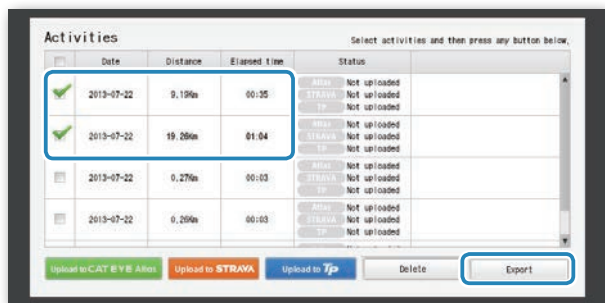 Activities
Select activities and then press any button below.
Date Distance Elapsed time Status
2013-07-22 9.19Km 00:35
Atlas Not uploaded
STRAVA Not uploaded
TP Not uploaded
2013-07-22 19.26Km 01:04
Atlas Not uploaded
STRAVA Not uploaded
TP Not uploaded
2013-07-22 0.27Km 00:03
Atlas Not uploaded
STRAVA Not uploaded
TP Not uploaded
2013-07-22 0.26Km 00:03
Atlas Not uploaded
STRAVA Not uploaded
TP Not uploaded
Upload to CATEYE Atlas Upload to STRAVA Upload to TP Delete Export